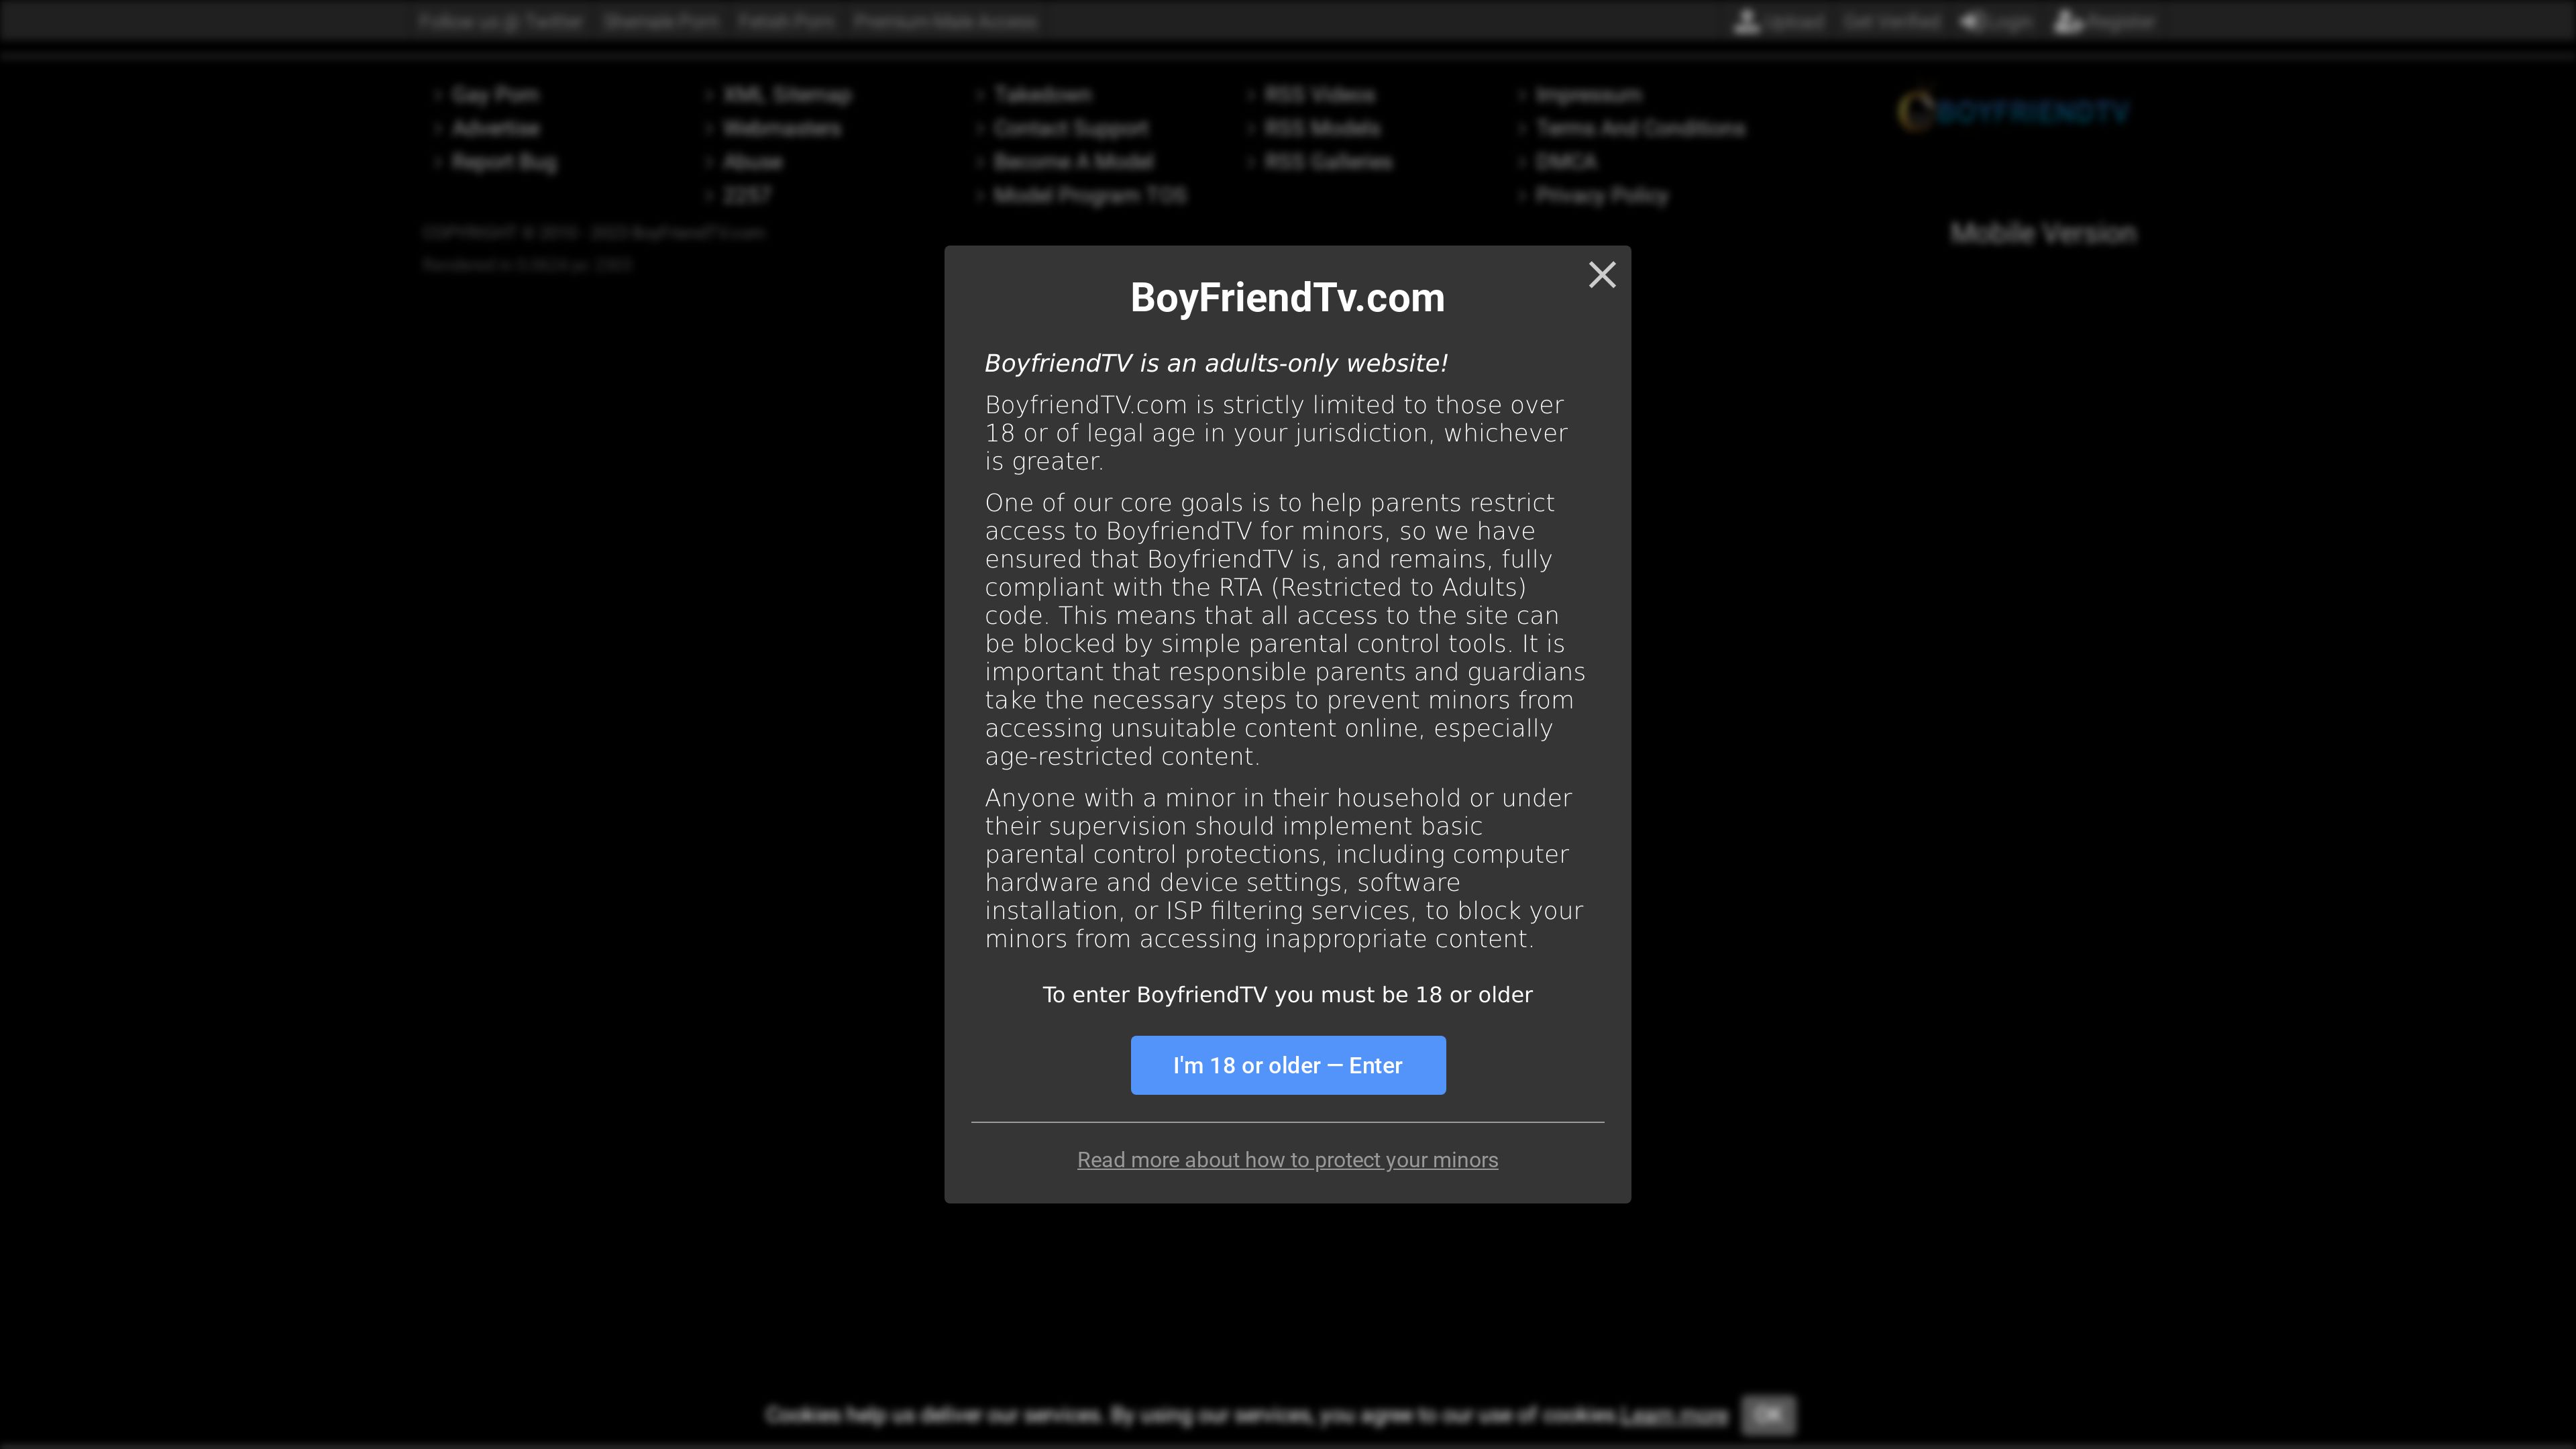 Follow us @ Twitter Shemale Porn Fetish Porn Premium Male Access Upload Get Verified Login Register
Gay Porn XML Sitemap Takedown RSS Videos Impressum
BOYFRIENDTV
Advertise Webmasters Contact Support RSS Models Terms And Conditions
Report Bug Abuse Become A Model RSS Galleries DMCA
2257 Model Program TOS Privacy Policy
COPYRIGHT © 2010 - 2023 BoyFriendTV.com
Mobile Version
BoyFriendTv.com
BoyfriendTV is an adults-only website!
BoyfriendTV.com is strictly limited to those over
18 or of legal age in your jurisdiction, whichever
is greater.
One of our core goals is to help parents restrict
access to BoyfriendTV for minors, so we have
ensured that BoyfriendTV is, and remains, fully
compliant with the RTA (Restricted to Adults)
code. This means that all access to the site can
be blocked by simple parental control tools. It is
important that responsible parents and guardians
take the necessary steps to prevent minors from
accessing unsuitable content online, especially
age-restricted content.
Anyone with a minor in their household or under
their supervision should implement basic
parental control protections, including computer
hardware and device settings, software
installation, or ISP filtering services, to block your
minors from accessing inappropriate content.
To enter BoyfriendTV you must be 18 or older
I'm 18 or older — Enter
Read more about how to protect your minors
Cookies help us deliver our services. By using our services, you agree to our use of cookies. Learn more OK